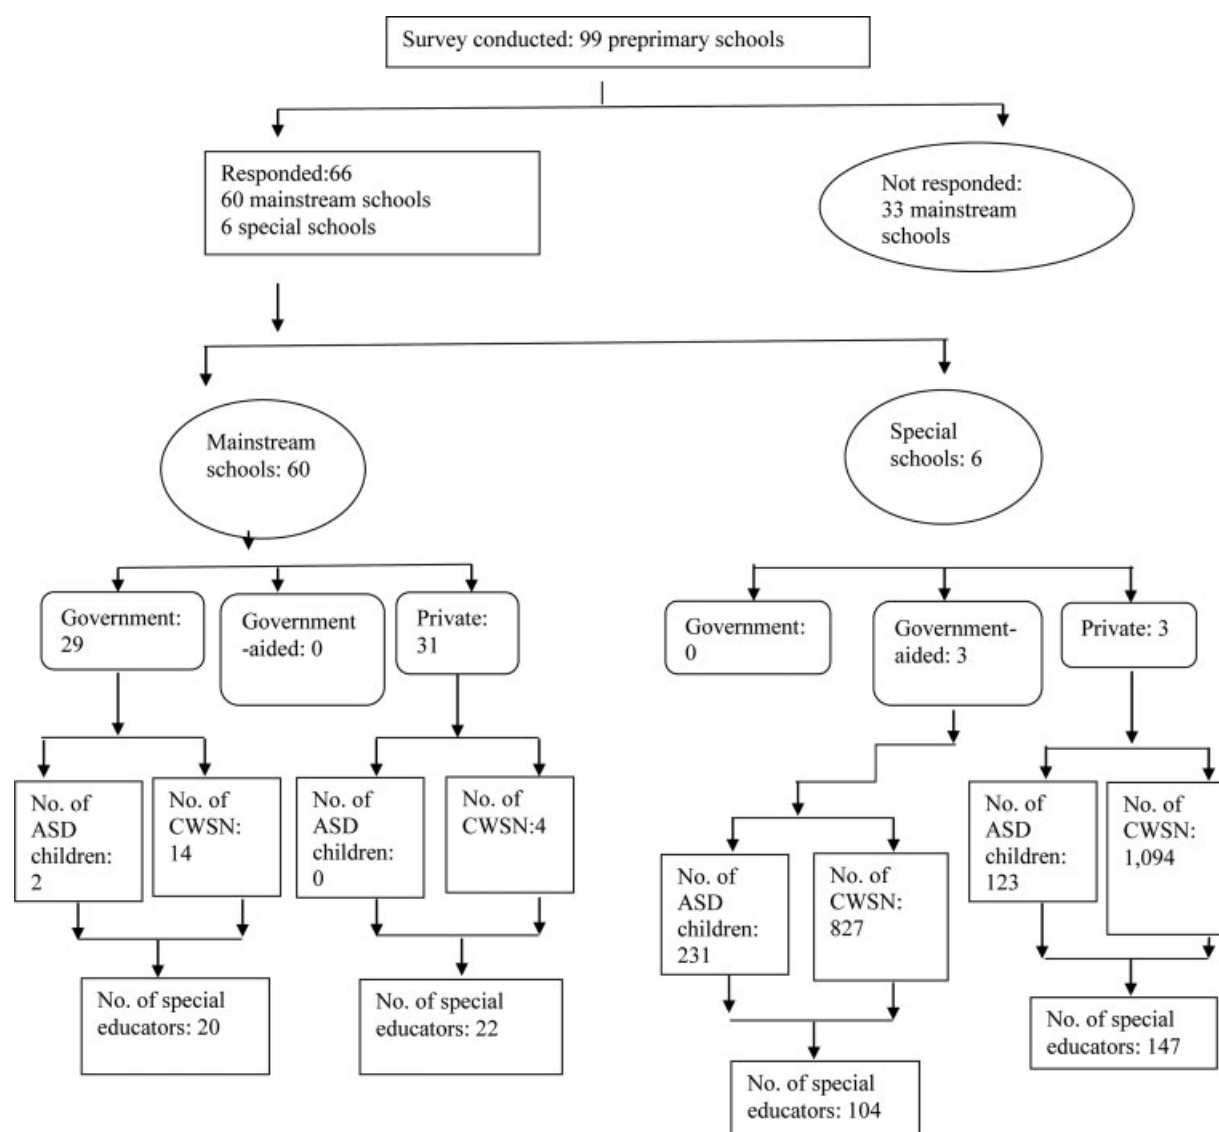 Survey conducted: 99 preprimary schools
Responded:66
60 mainstream schools
6 special schools
Not responded:
33 mainstream
schools
Mainstream
schools: 60
Special
schools: 6
Government:
29
Government
-aided: 0
Private:
31
Government:
0
Government-
aided: 3
Private: 3
No. of
ASD
children:
2
No. of
CWSN:
14
No. of
ASD
children:
0
No. of
CWSN:4
No. of
ASD
children:
231
No. of
CWSN:
827
No. of
ASD
children:
123
No. of
CWSN:
1,094
No. of special
educators: 20
No. of special
educators: 22
No. of special
educators: 104
No. of special
educators: 147